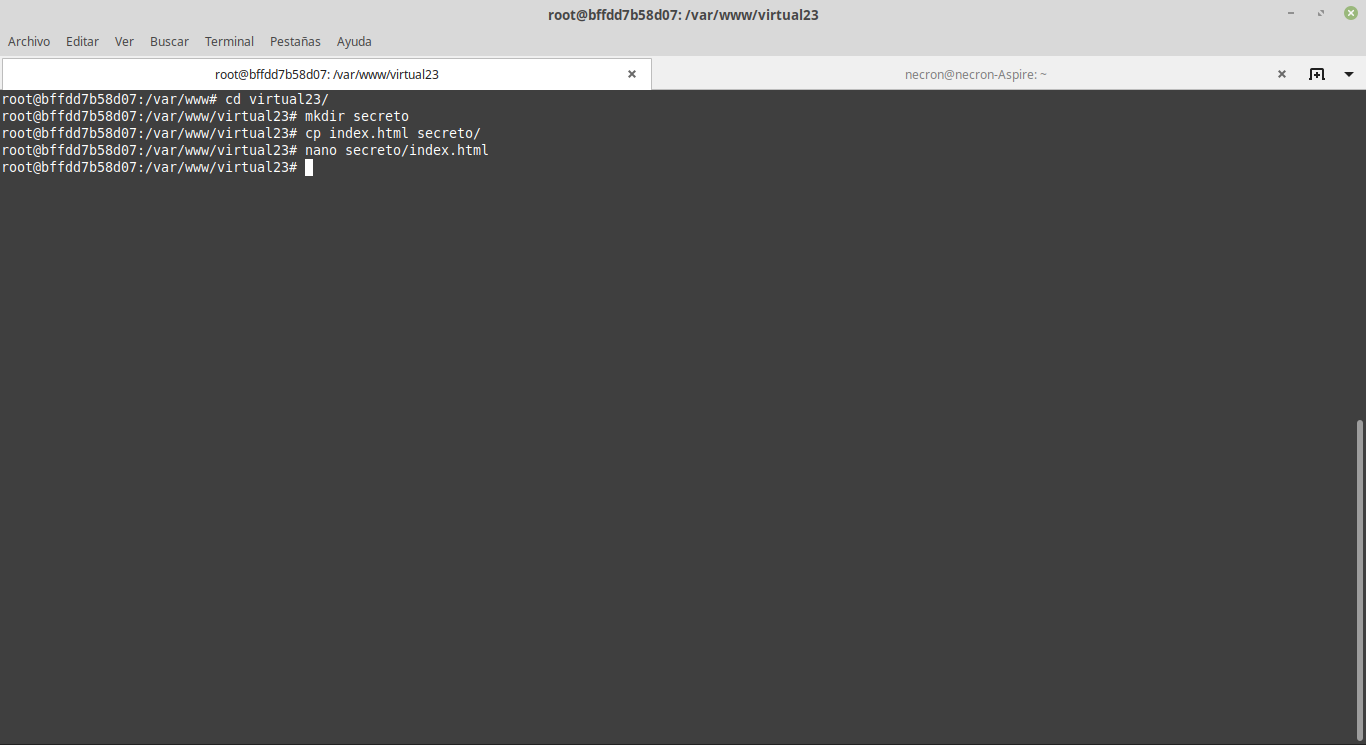 root@bffdd7b58d07: /var/www/virtual23
Archivo Editar Ver Buscar Terminal Pestañas Ayuda
root@bffdd7b58d07: /var/www/virtual23 necron@necron-Aspire: ~
root@bffdd7b58d07:/var/www# cd virtual23/
root@bffdd7b58d07:/var/www/virtual23# mkdir secreto
root@bffdd7b58d07:/var/www/virtual23# cp index.html secreto/
root@bffdd7b58d07:/var/www/virtual23# nano secreto/index.html
root@bffdd7b58d07:/var/www/virtual23#